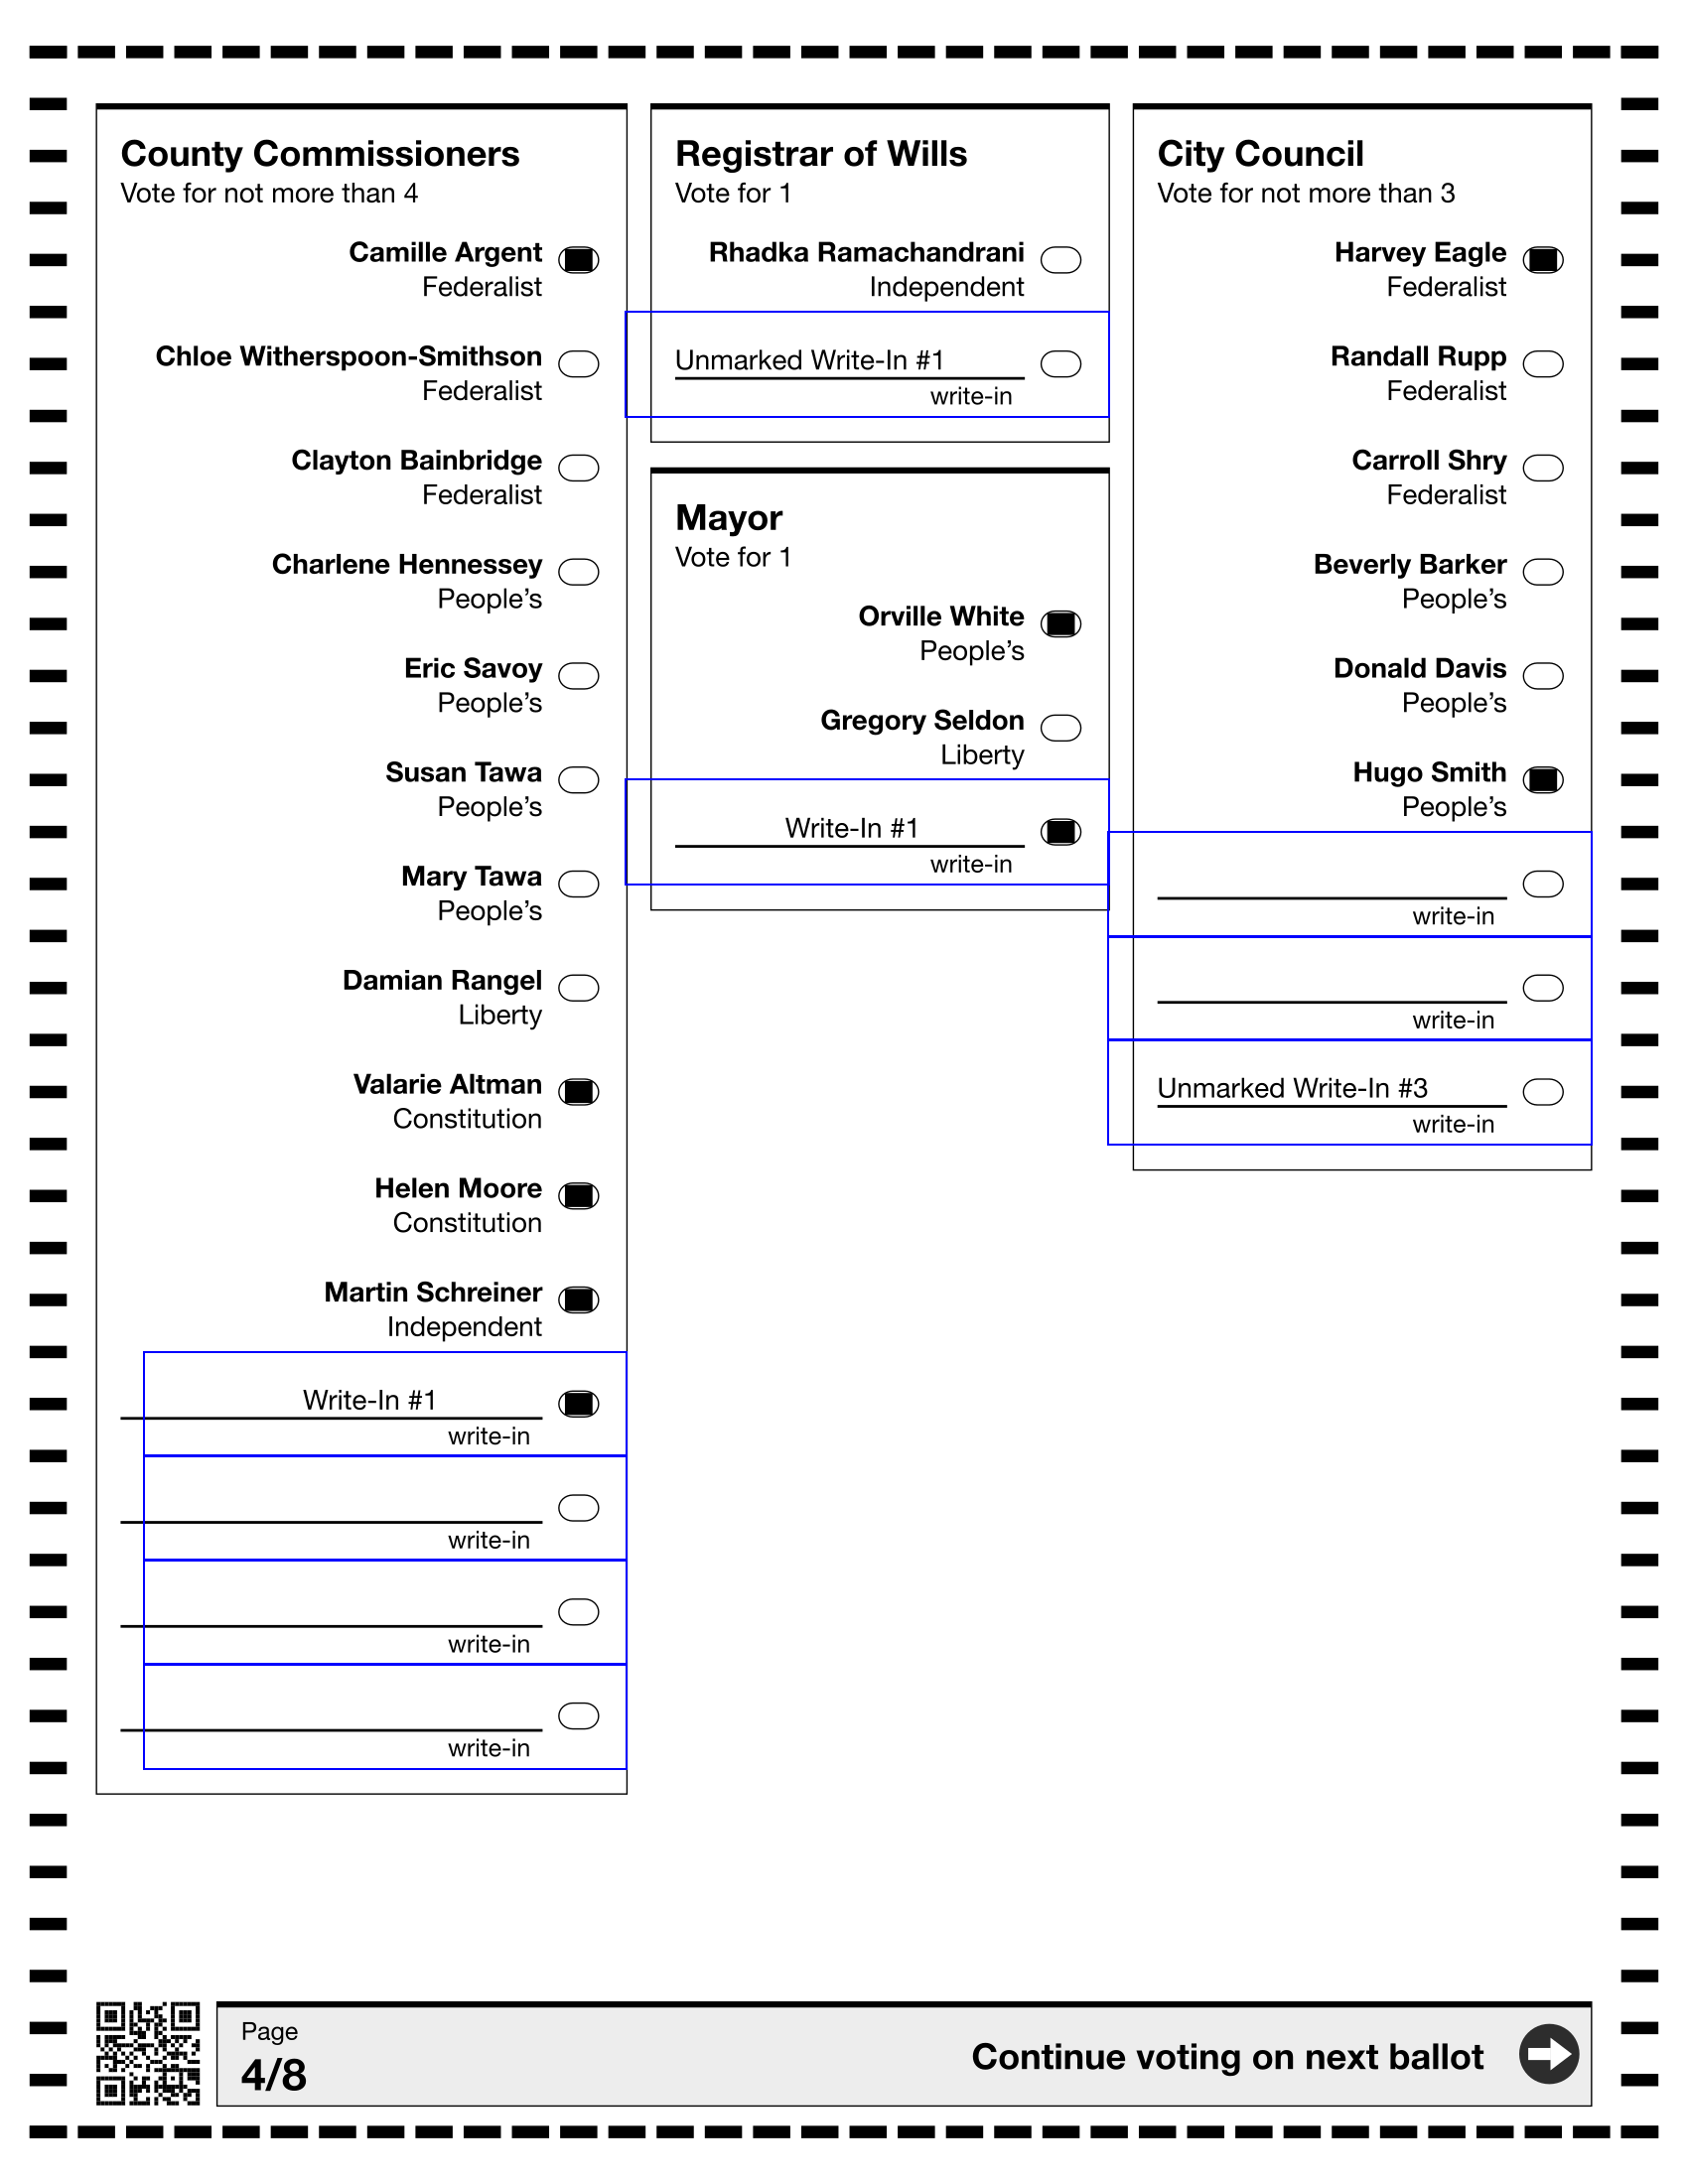 County Commissioners
Vote for not more than 4
Camille Argent
Federalist
Chloe Witherspoon-Smithson
Federalist
Clayton Bainbridge
Federalist
Charlene Hennessey
People's
Eric Savoy
People's
Susan Tawa
People's
Mary Tawa
People's
Damian Rangel
Liberty
Valarie Altman
Constitution
Helen Moore
Constitution
Martin Schreiner
Independent
Write-In #1
write-in
write-in
write-in
write-in
Registrar of Wills
Vote for 1
Rhadka Ramachandrani
Independent
Unmarked Write-In #1
write-in
Mayor
Vote for 1
Orville White
People's
Gregory Seldon
Liberty
Write-In #1
write-in
City Council
Vote for not more than 3
Harvey Eagle
Federalist
Randall Rupp
Federalist
Carroll Shry
Federalist
Beverly Barker
People's
Donald Davis
People's
Hugo Smith
People's
write-in
write-in
Unmarked Write-In #3
write-in
Page
4/8
Continue voting on next ballot